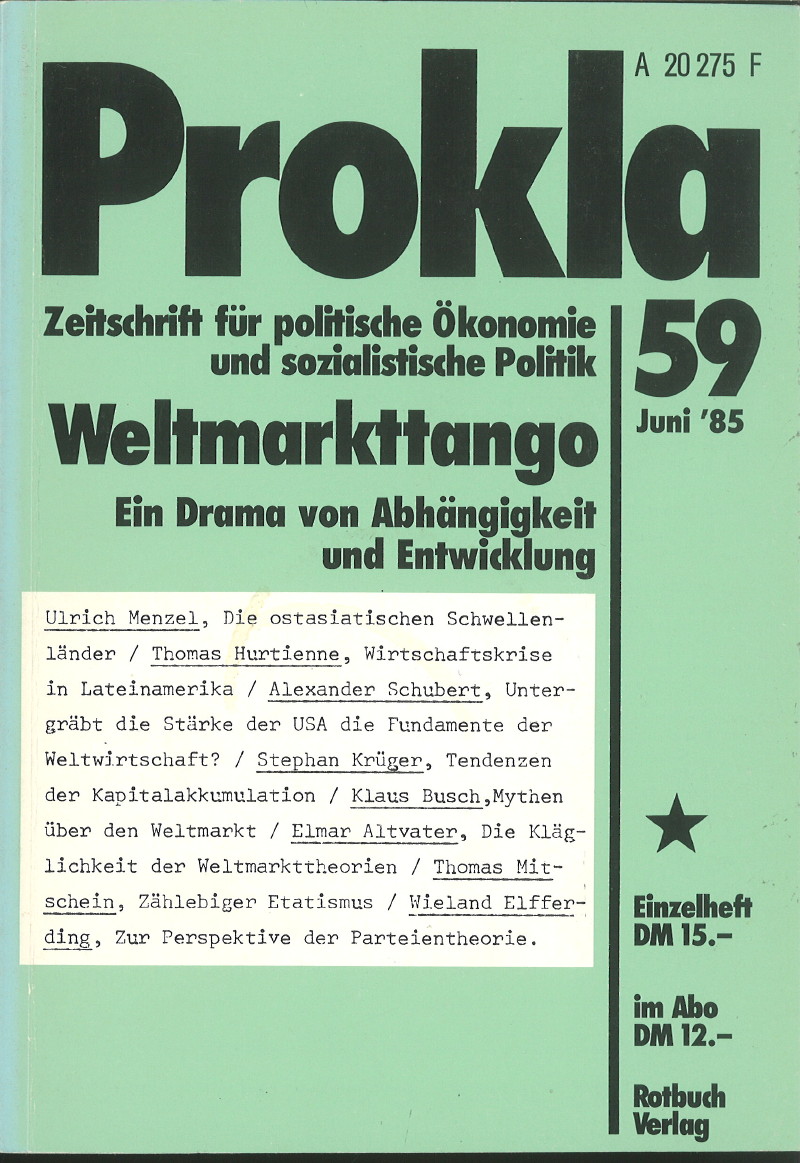 A 20 275 F
Prokla
Zeitschrift für politische Ökonomie
und sozialistische Politik
59
Juni '85
Weltmarkttango
Ein Drama von Abhängigkeit
und Entwicklung
Ulrich Menzel, Die ostasiatischen Schwellen-
länder / Thomas Hurtienne, Wirtschaftskrise
in Lateinamerika / Alexander Schubert, Unter-
gräbt die Stärke der USA die Fundamente der
Weltwirtschaft? / Stephan Krüger, Tendenzen
der Kapitalakkumulation / Klaus Busch,Mythen
über den Weltmarkt / Elmar Altvater, Die Kläg-
lichkeit der Weltmarkttheorien / Thomas Mit-
schein, Zählebiger Etatismus / Wieland Elffer-
ding, Zur Perspektive der Parteientheorie.
Einzelheft
DM 15.–
im Abo
DM 12.–
Rotbuch
Verlag